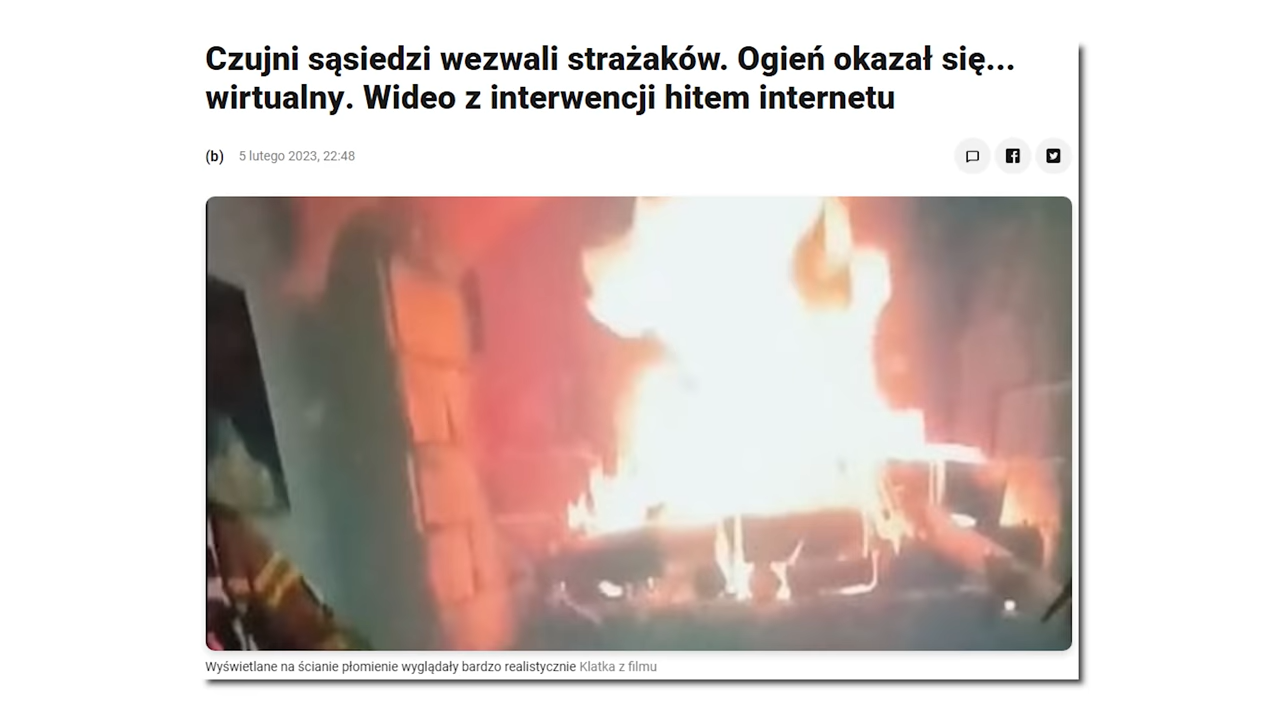 Czujni sąsiedzi wezwali strażaków. Ogień okazał się...
wirtualny. Wideo z interwencji hitem internetu
(b) 5 lutego 2023, 22:48
Wyświetlane na ścianie płomienie wyglądały bardzo realistycznie Klatka z filmu